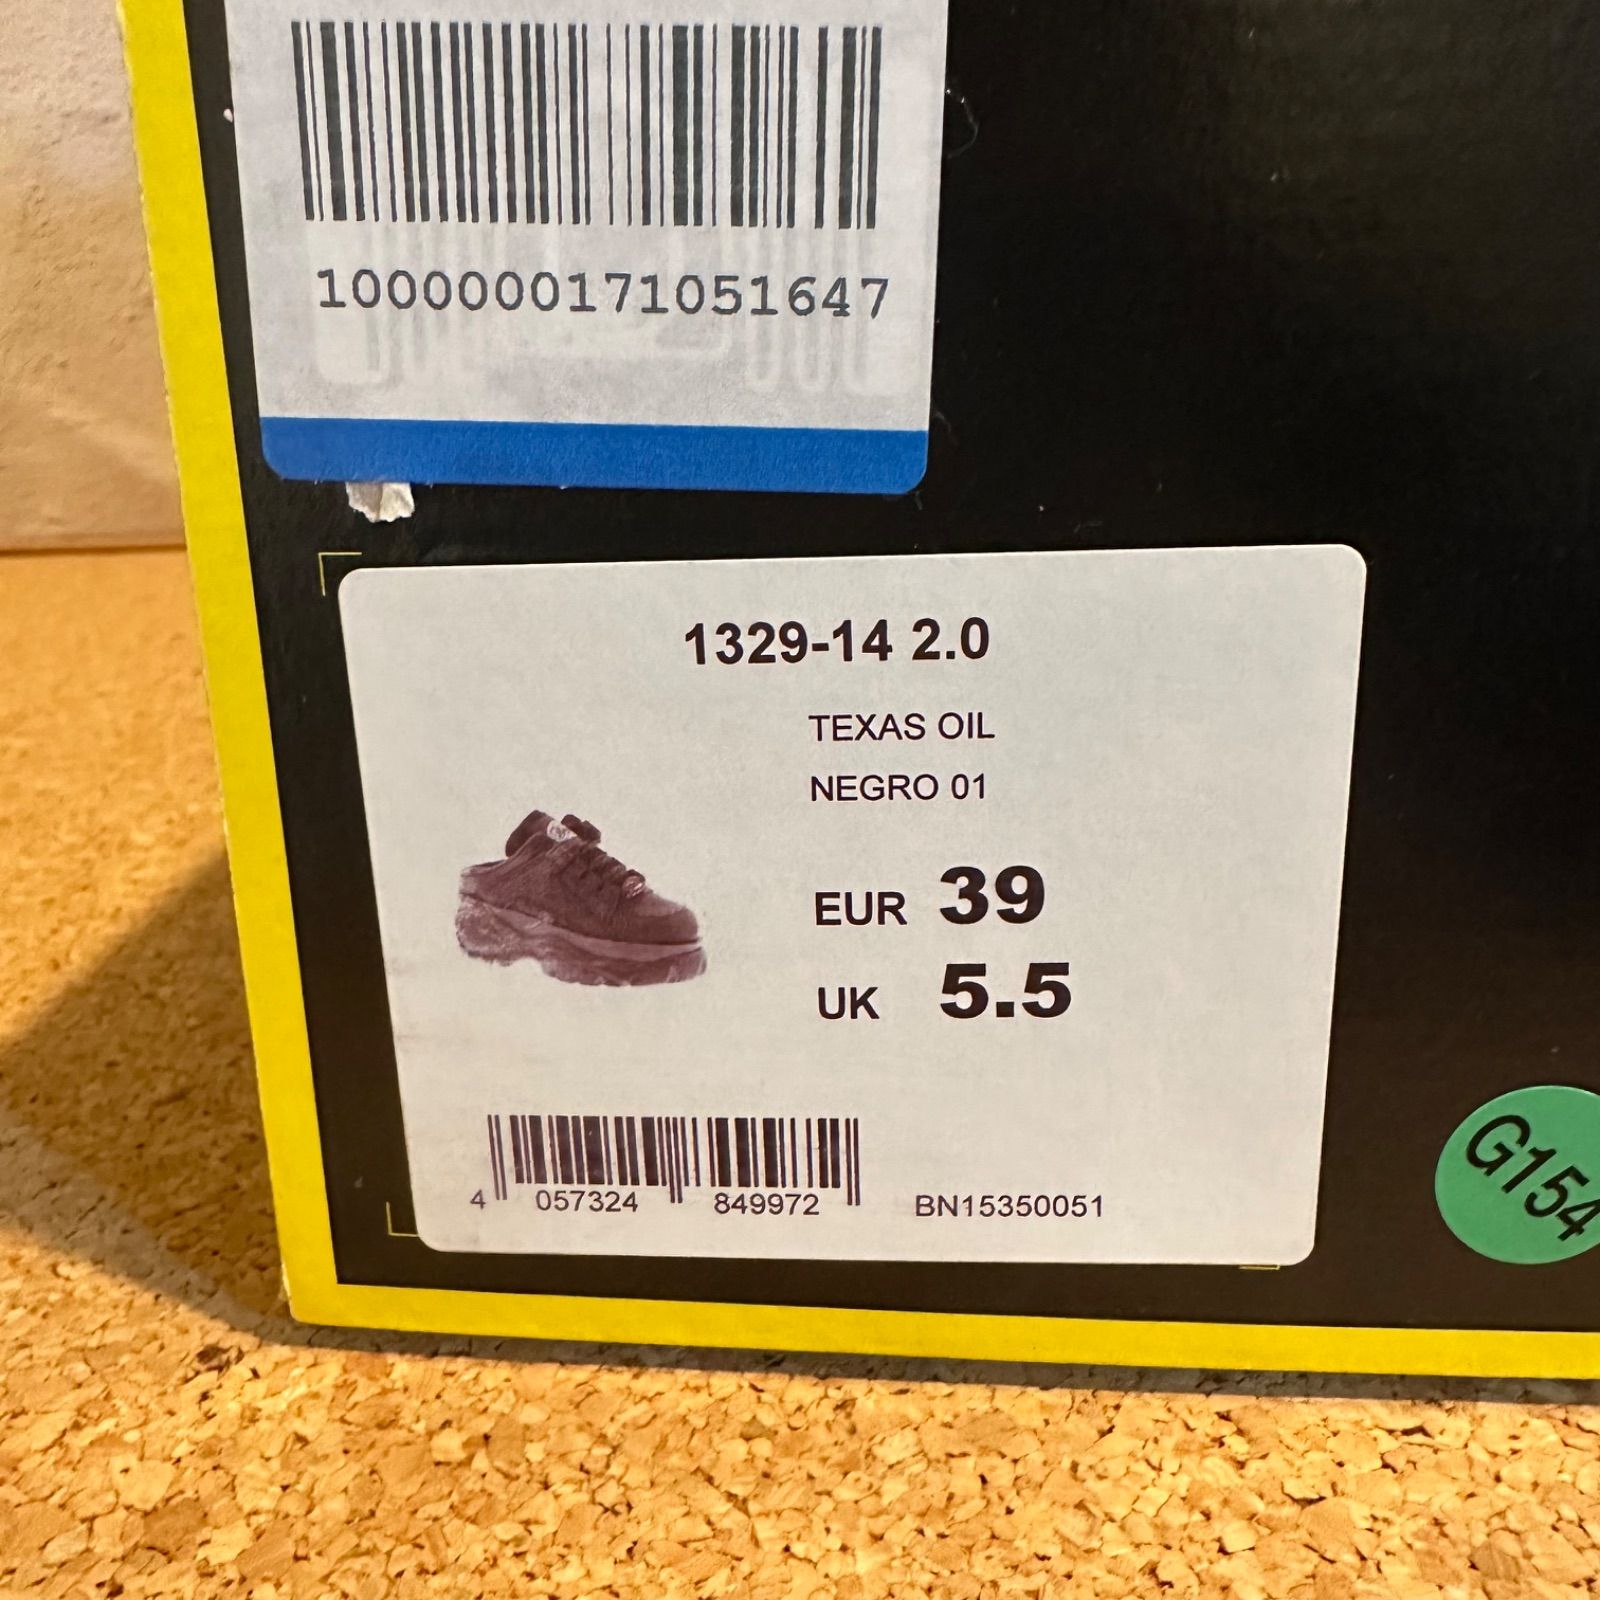 1000000171051647
1329-14 2.0
TEXAS OIL
NEGRO 01
EUR 39
UK 5.5
4 057324 849972 BN15350051
G154